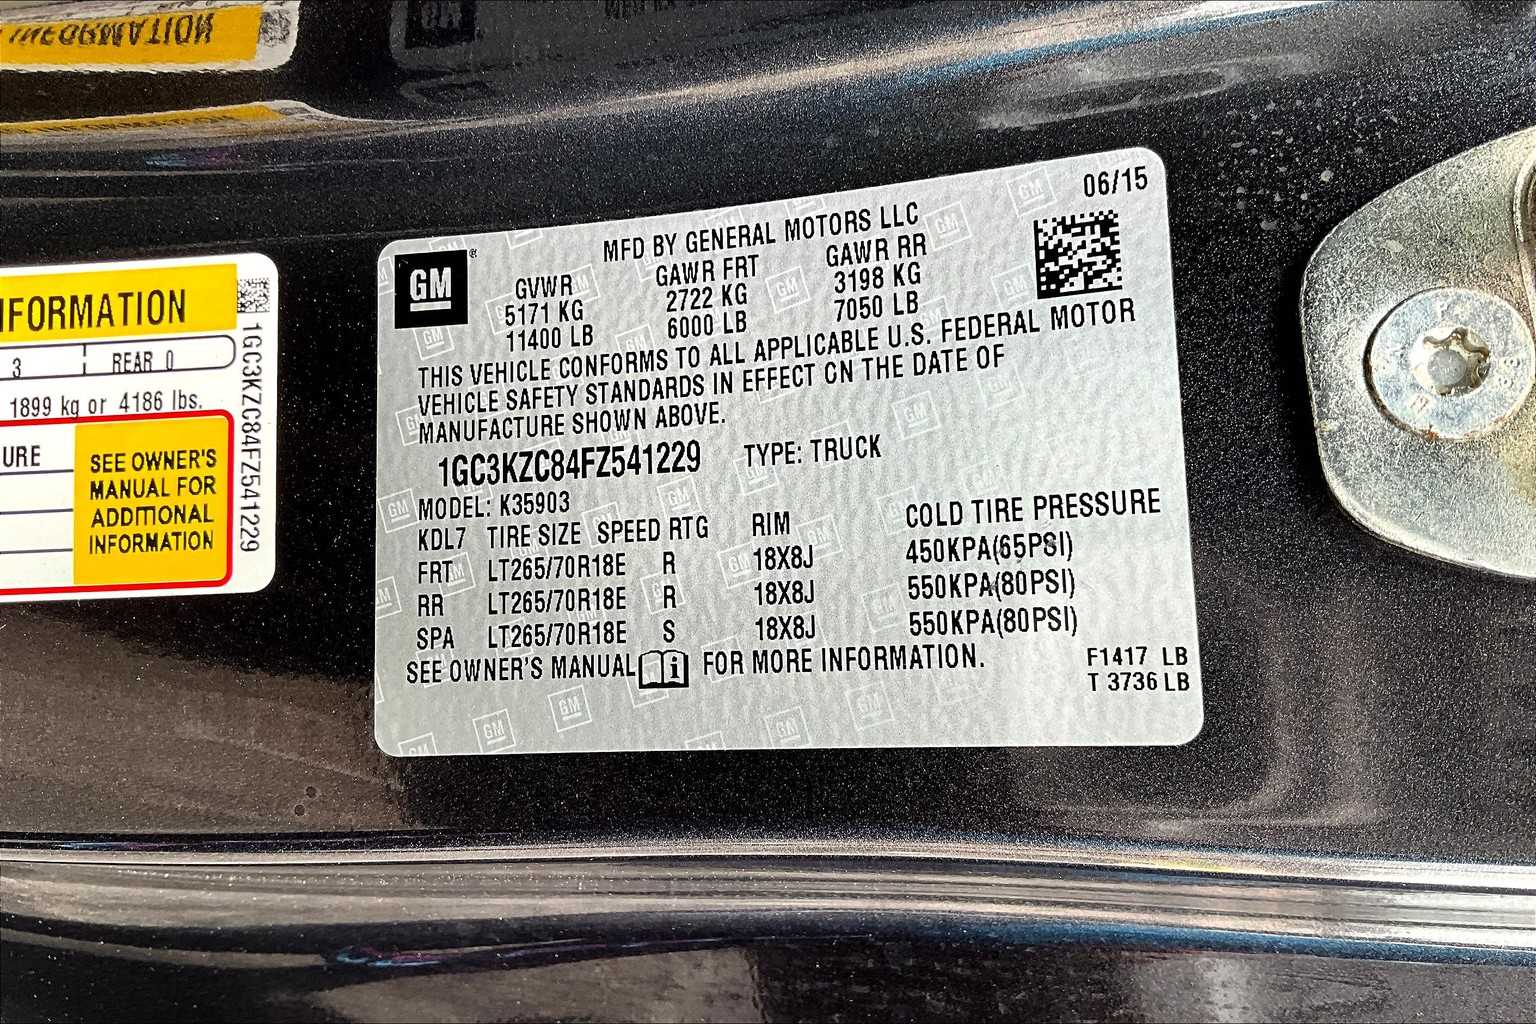 INFORMATION
NFORMATION
3 REAR 0
1899 kg or 4186 lbs.
URE
SEE OWNER'S
MANUAL FOR
ADDITIONAL
INFORMATION
1GC3KZC84FZ541229
06/15
MFD BY GENERAL MOTORS LLC
GM ®
GVWR GAWR FRT GAWR RR
5171 KG 2722 KG 3198 KG
11400 LB 6000 LB 7050 LB
THIS VEHICLE CONFORMS TO ALL APPLICABLE U.S. FEDERAL MOTOR
VEHICLE SAFETY STANDARDS IN EFFECT ON THE DATE OF
MANUFACTURE SHOWN ABOVE.
1GC3KZC84FZ541229 TYPE: TRUCK
MODEL: K35903
KDL7 TIRE SIZE SPEED RTG RIM COLD TIRE PRESSURE
FRT LT265/70R18E R 18X8J 450KPA(65PSI)
RR LT265/70R18E R 18X8J 550KPA(80PSI)
SPA LT265/70R18E S 18X8J 550KPA(80PSI)
SEE OWNER'S MANUAL i FOR MORE INFORMATION.
F1417 LB
T 3736 LB